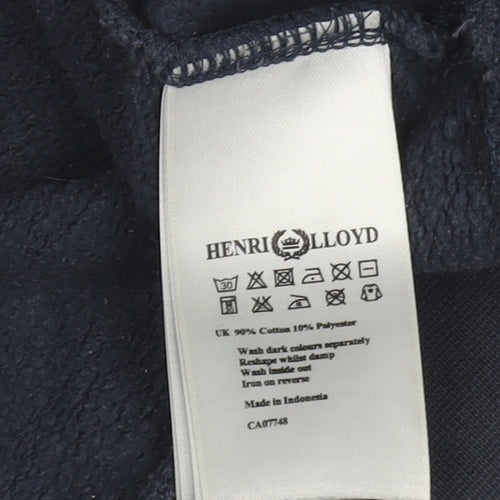 HENRI LLOYD
30
UK 90% Cotton 10% Polyester
Wash dark colours separately
Reshape whilst damp
Wash inside out
Iron on reverse
Made in Indonesia
CA07748